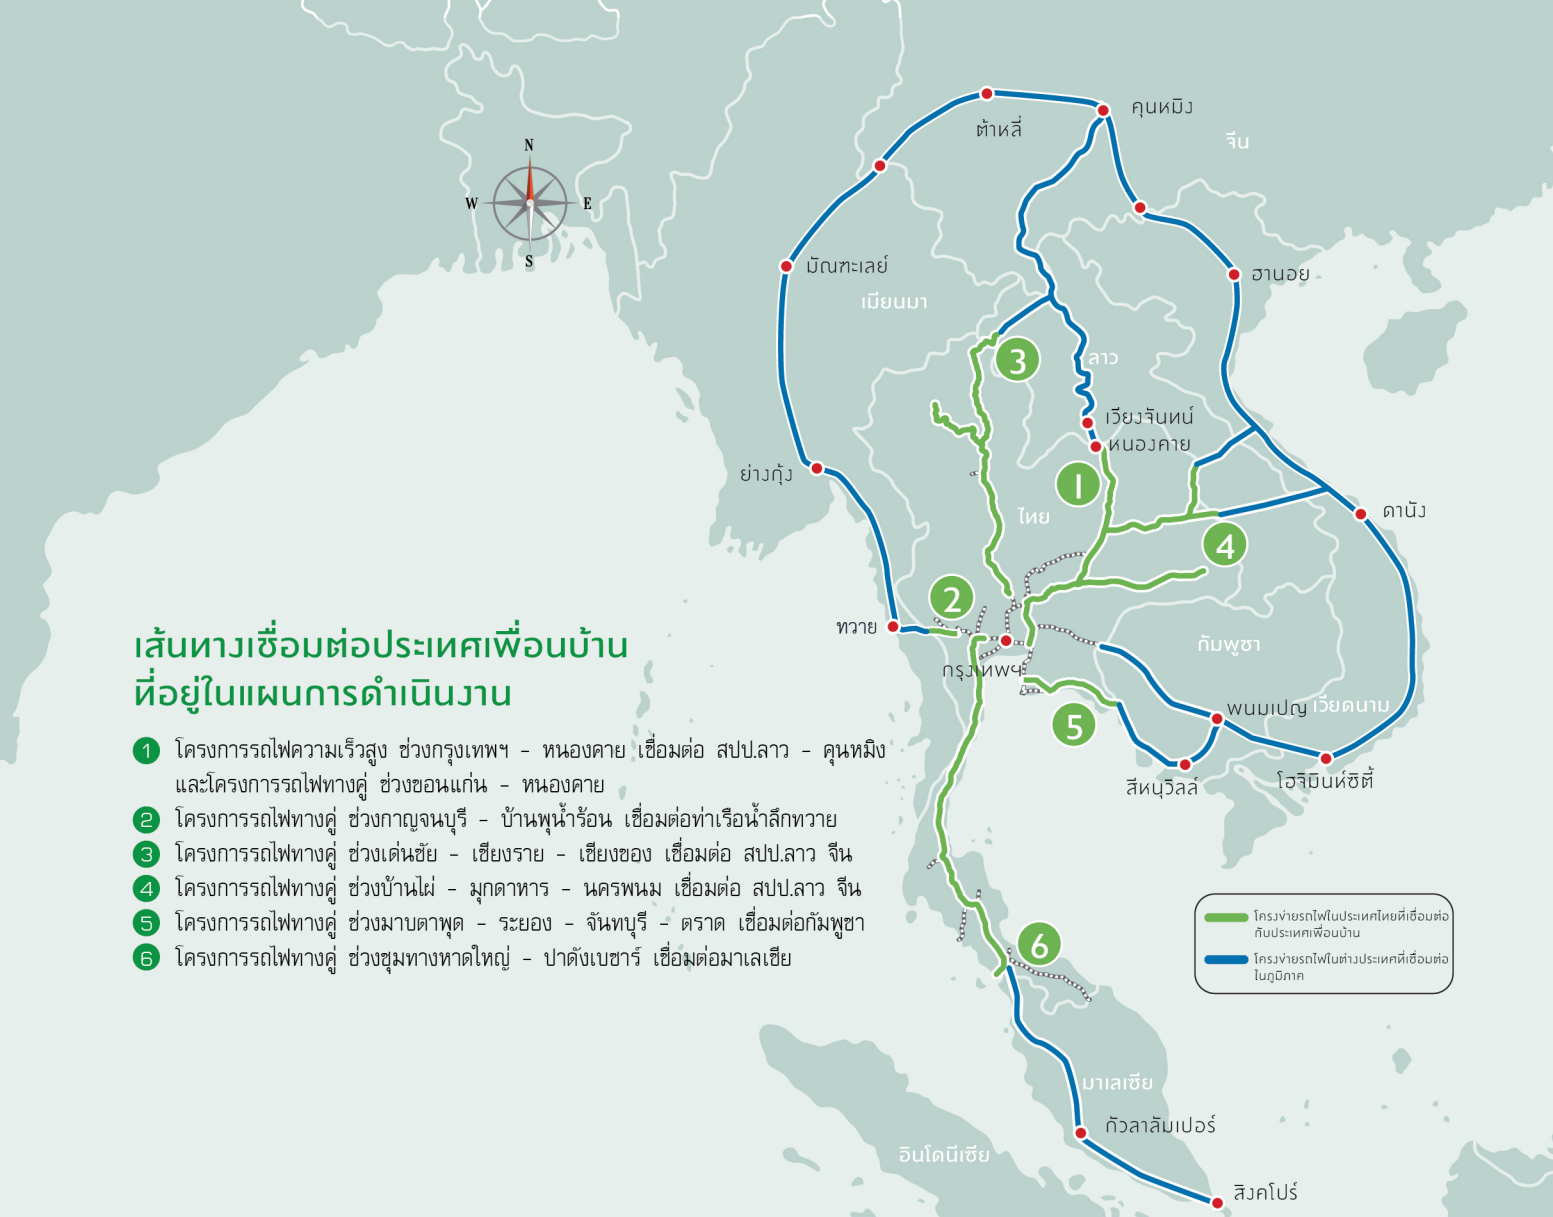 ต้าหลี่
คุนหมิง
จีน
N
W
E
S
มัณฑะเลย์
ฮานอย
เมียนมา
3
ลาว
เวียงจันทน์
หนองคาย
ย่างกุ้ง
1
ไทย
ดานัง
4
2
ทวาย
กรุงเทพฯ
กัมพูชา
5
พนมเปญ
เวียดนาม
สีหนุวิลล์
โฮจิมินห์ซิตี้
เส้นทางเชื่อมต่อประเทศเพื่อนบ้าน
ที่อยู่ในแผนการดำเนินงาน
1 โครงการรถไฟความเร็วสูง ช่วงกรุงเทพฯ - หนองคาย เชื่อมต่อ สปป.ลาว - คุนหมิง
และโครงการรถไฟทางคู่ ช่วงขอนแก่น - หนองคาย
2 โครงการรถไฟทางคู่ ช่วงกาญจนบุรี - บ้านพุน้ำร้อน เชื่อมต่อท่าเรือน้ำลึกทวาย
3 โครงการรถไฟทางคู่ ช่วงเด่นชัย - เชียงราย - เชียงของ เชื่อมต่อ สปป.ลาว จีน
4 โครงการรถไฟทางคู่ ช่วงบ้านไผ่ - มุกดาหาร - นครพนม เชื่อมต่อ สปป.ลาว จีน
5 โครงการรถไฟทางคู่ ช่วงมาบตาพุด - ระยอง - จันทบุรี - ตราด เชื่อมต่อกัมพูชา
6 โครงการรถไฟทางคู่ ช่วงชุมทางหาดใหญ่ - ปาดังเบซาร์ เชื่อมต่อมาเลเซีย
6
โครงข่ายรถไฟในประเทศไทยที่เชื่อมต่อ
กับประเทศเพื่อนบ้าน
โครงข่ายรถไฟในต่างประเทศที่เชื่อมต่อ
ในภูมิภาค
มาเลเซีย
กัวลาลัมเปอร์
อินโดนีเซีย
สิงคโปร์